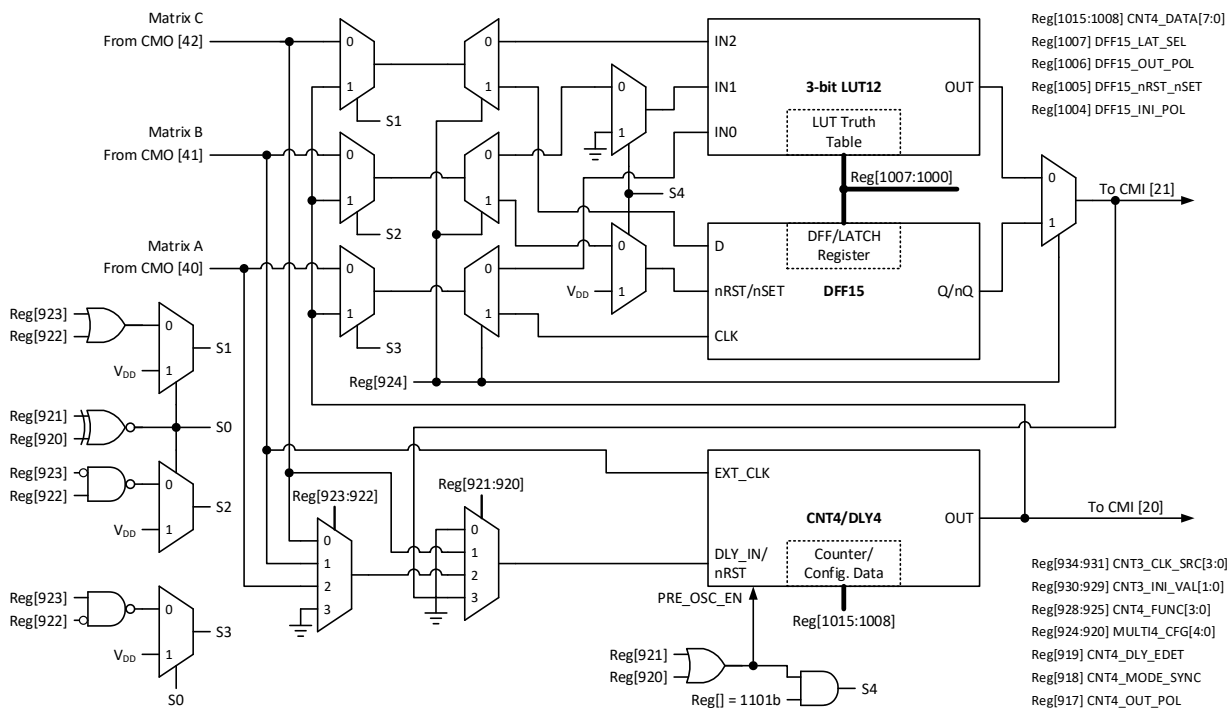 Matrix C
From CMO [42]
0
1
S1
0
1
Matrix B
From CMO [41]
0
1
S2
0
1
Matrix A
From CMO [40]
0
1
S3
0
1
0
1
S4
0
1
VDD
IN2
IN1
IN0
3-bit LUT12
OUT
LUT Truth
Table
Reg[1007:1000]
DFF/LATCH
Register
D
nRST/nSET
CLK
DFF15
Q/nQ
0
1
To CMI [21]
Reg[1015:1008] CNT4_DATA[7:0]
Reg[1007] DFF15_LAT_SEL
Reg[1006] DFF15_OUT_POL
Reg[1005] DFF15_nRST_nSET
Reg[1004] DFF15_INI_POL
Reg[924]
Reg[923]
Reg[922]
0
1
VDD
S1
Reg[921]
Reg[920]
S0
Reg[923]
Reg[922]
0
1
VDD
S2
Reg[923]
Reg[922]
0
1
VDD
S3
S0
Reg[923:922]
0
1
2
3
Reg[921:920]
0
1
2
3
EXT_CLK
CNT4/DLY4
OUT
DLY_IN/
nRST
Counter/
Config. Data
PRE_OSC_EN
Reg[1015:1008]
To CMI [20]
Reg[921]
Reg[920]
Reg[] = 1101b
S4
Reg[934:931] CNT3_CLK_SRC[3:0]
Reg[930:929] CNT3_INI_VAL[1:0]
Reg[928:925] CNT4_FUNC[3:0]
Reg[924:920] MULTI4_CFG[4:0]
Reg[919] CNT4_DLY_EDET
Reg[918] CNT4_MODE_SYNC
Reg[917] CNT4_OUT_POL